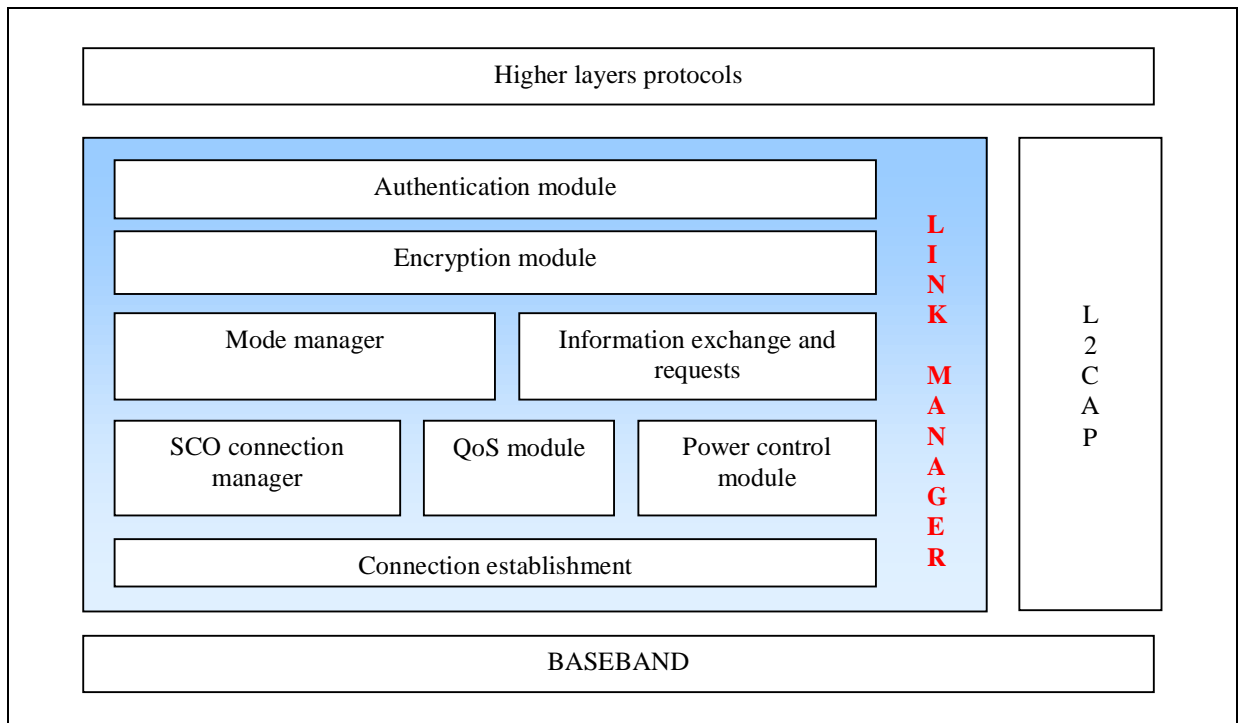 Higher layers protocols
Authentication module
Encryption module
Mode manager
Information exchange and
requests
SCO connection
manager
QoS module
Power control
module
Connection establishment
L
I
N
K
M
A
N
A
G
E
R
L
2
C
A
P
BASEBAND